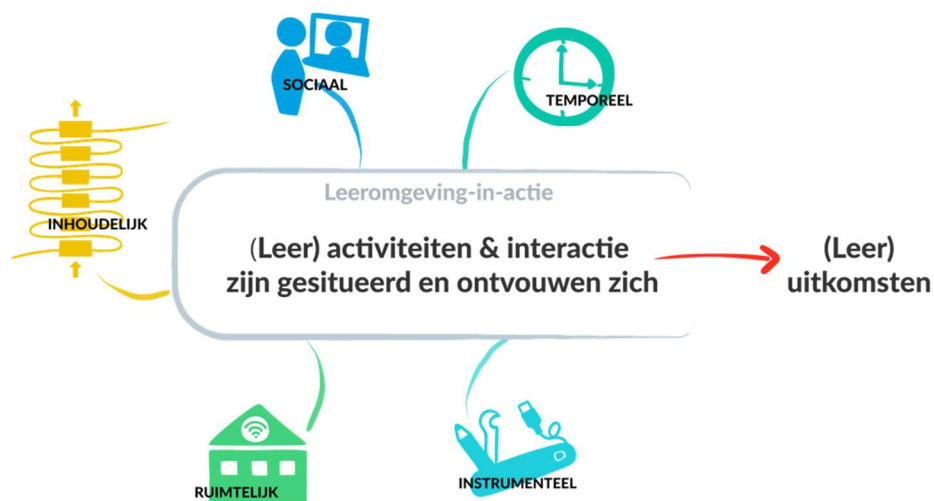 SOCIAAL
TEMPOREEL
INHOUDELIJK
Leeromgeving-in-actie
(Leer) activiteiten & interactie
zijn gesitueerd en ontvouwen zich
(Leer)
uitkomsten
RUIMTELIJK
INSTRUMENTEEL